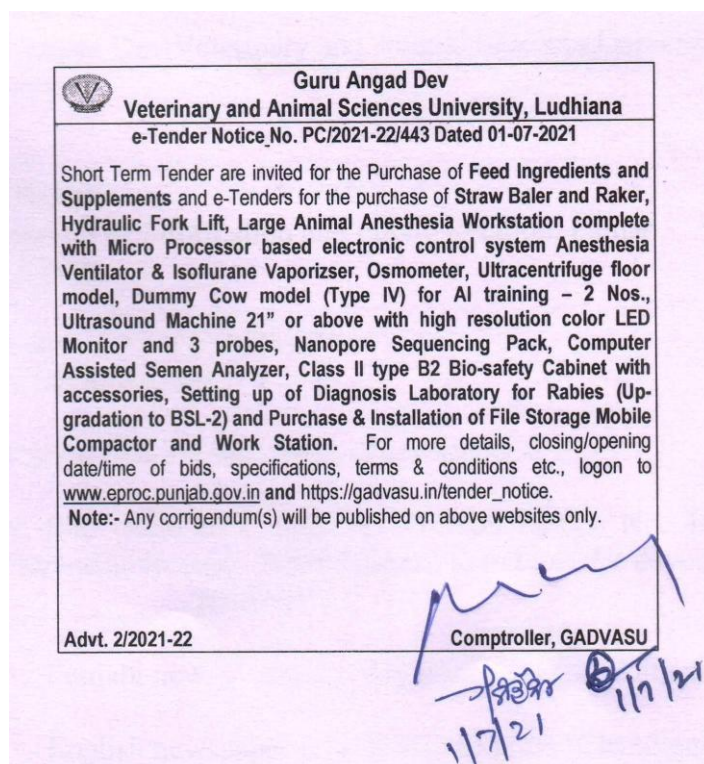 Guru Angad Dev
Veterinary and Animal Sciences University, Ludhiana
e-Tender Notice No. PC/2021-22/443 Dated 01-07-2021
Short Term Tender are invited for the Purchase of Feed Ingredients and
Supplements and e-Tenders for the purchase of Straw Baler and Raker,
Hydraulic Fork Lift, Large Animal Anesthesia Workstation complete
with Micro Processor based electronic control system Anesthesia
Ventilator & Isoflurane Vaporizser, Osmometer, Ultracentrifuge floor
model, Dummy Cow model (Type IV) for AI training – 2 Nos.,
Ultrasound Machine 21” or above with high resolution color LED
Monitor and 3 probes, Nanopore Sequencing Pack, Computer
Assisted Semen Analyzer, Class II type B2 Bio-safety Cabinet with
accessories, Setting up of Diagnosis Laboratory for Rabies (Up-
gradation to BSL-2) and Purchase & Installation of File Storage Mobile
Compactor and Work Station. For more details, closing/opening
date/time of bids, specifications, terms & conditions etc., logon to
www.eproc.punjab.gov.in and https://gadvasu.in/tender_notice.
Note:- Any corrigendum(s) will be published on above websites only.
Advt. 2/2021-22 Comptroller, GADVASU
1/7/21
1/7/21